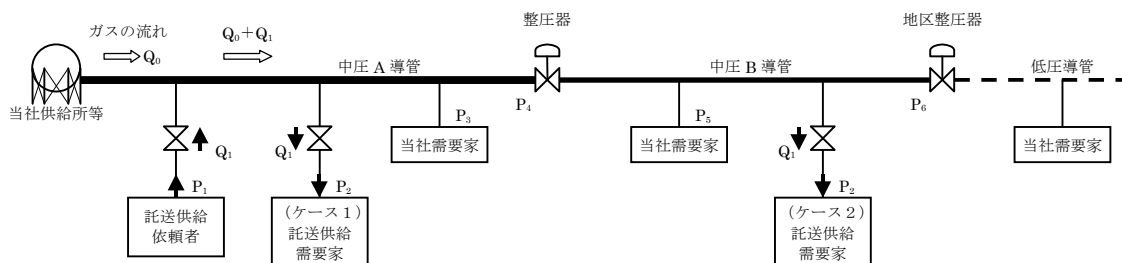 ガスの流れ
Q₀
Q₀＋Q₁
整圧器
地区整圧器
中圧 A 導管
中圧 B 導管
低圧導管
当社供給所等
P₄
P₆
P₃
P₅
当社需要家
当社需要家
当社需要家
Q₁
Q₁
Q₁
P₁
P₂
P₂
託送供給
依頼者
（ケース１）
託送供給
需要家
（ケース２）
託送供給
需要家